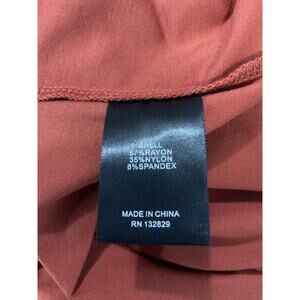 SHELL
57%RAYON
35%NYLON
8%SPANDEX
MADE IN CHINA
RN 132829